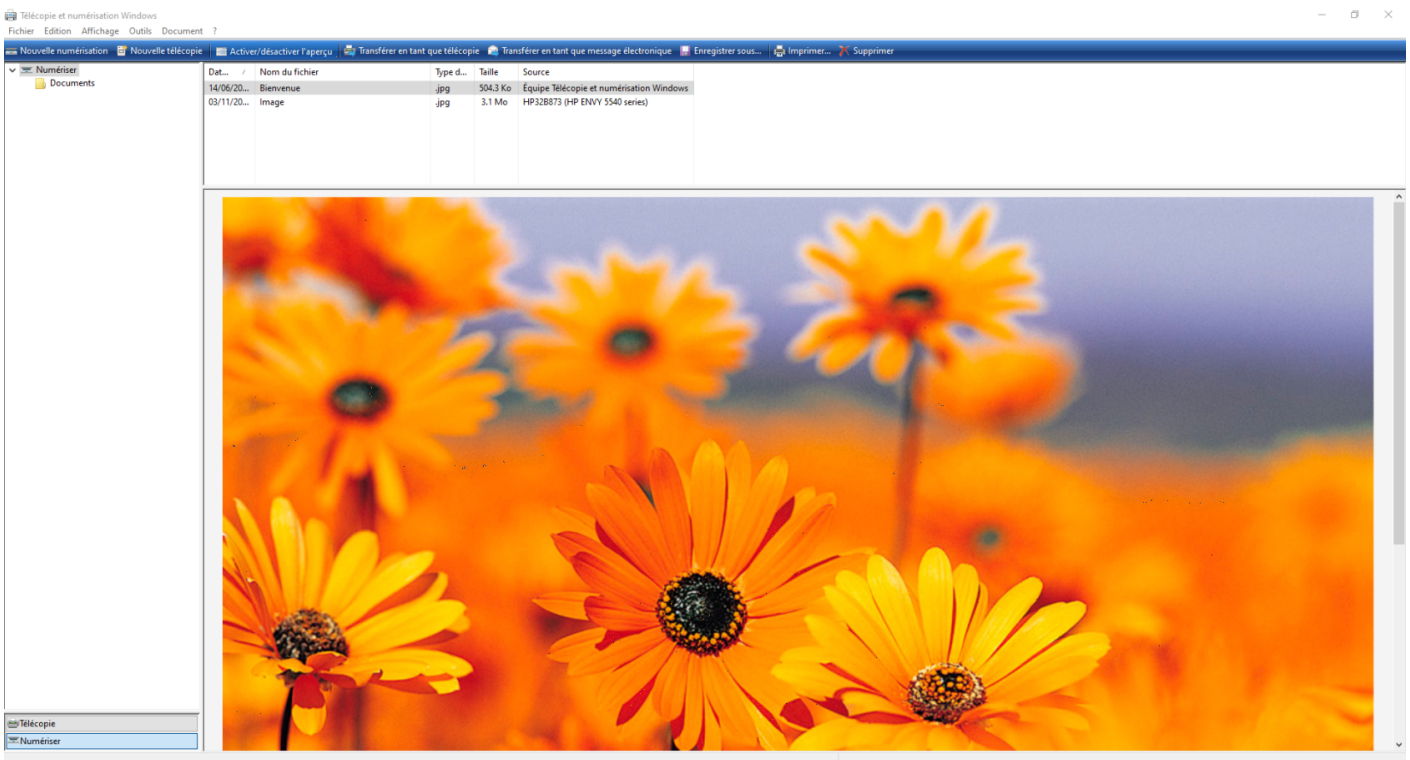 Télécopie et numérisation Windows
Fichier Edition Affichage Outils Document ?
Nouvelle numérisation Nouvelle télécopie Activer/désactiver l'aperçu Transférer en tant que télécopie Transférer en tant que message électronique Enregistrer sous... Imprimer... Supprimer
Numériser
Documents
Dat... Nom du fichier Type d... Taille Source
14/06/20... Bienvenue .jpg 504.3 Ko Équipe Télécopie et numérisation Windows
03/11/20... Image .jpg 3.1 Mo HP32B873 (HP ENVY 5540 series)
Télécopie
Numériser